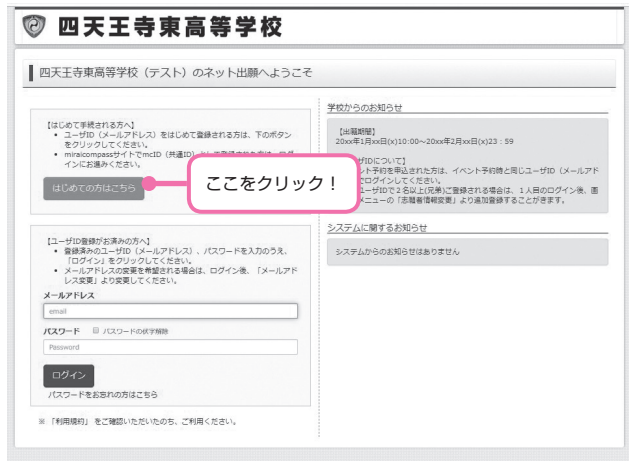 四天王寺東高等学校
四天王寺東高等学校（テスト）のネット出願へようこそ
【はじめて手続される方へ】
• ユーザID（メールアドレス）をはじめて登録される方は、下のボタン
をクリックしてください。
• miraicompassサイトでmcID（共通ID）として登録された方は、ログ
インにお進みください。
はじめての方はこちら
ここをクリック！
【ユーザID登録がお済みの方へ】
• 登録済みのユーザID（メールアドレス）、パスワードを入力のうえ、
「ログイン」をクリックしてください。
• メールアドレスの変更を希望される場合は、ログイン後、「メールアド
レス変更」より変更してください。
メールアドレス
email
パスワード パスワードの伏字解除
Password
ログイン
パスワードをお忘れの方はこちら
※ 「利用規約」 をご確認いただいたのち、ご利用ください。
学校からのお知らせ
【出願期間】
20xx年1月xx日(x)10:00～20xx年2月xx日(x)23：59
ザIDについて】
ント予約を申込された方は、イベント予約時と同じユーザID（メールアド
でログインしてください。
ユーザIDで２名以上(兄弟)ご登録される場合は、１人目のログイン後、画
メニューの「志願者情報変更」より追加登録することができます。
システムに関するお知らせ
システムからのお知らせはありません